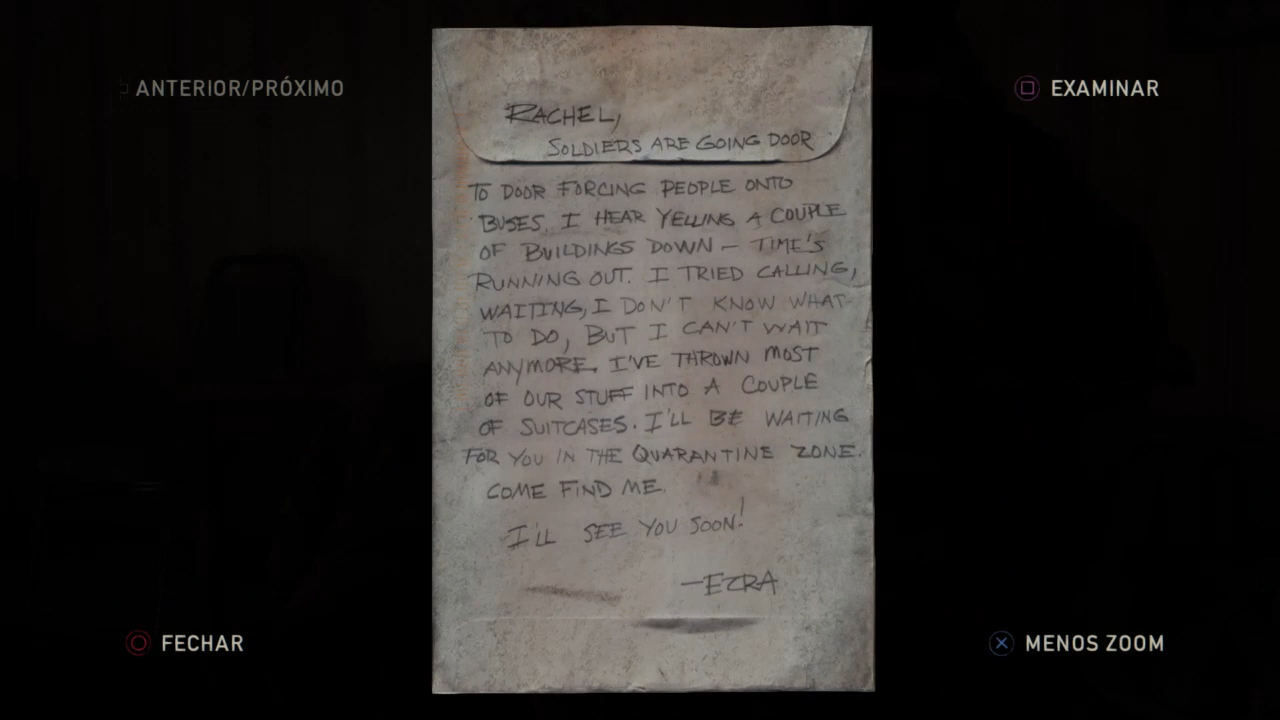 ANTERIOR/PRÓXIMO
EXAMINAR
RACHEL,
SOLDIERS ARE GOING DOOR
TO DOOR FORCING PEOPLE ONTO
BUSES. I HEAR YELLING A COUPLE
OF BUILDINGS DOWN – TIME'S
RUNNING OUT. I TRIED CALLING,
WAITING, I DON'T KNOW WHAT
TO DO, BUT I CAN'T WAIT
ANYMORE. I'VE THROWN MOST
OF OUR STUFF INTO A COUPLE
OF SUITCASES. I'LL BE WAITING
FOR YOU IN THE QUARANTINE ZONE.
COME FIND ME.
I'LL SEE YOU SOON!
—EZRA
FECHAR
MENOS ZOOM